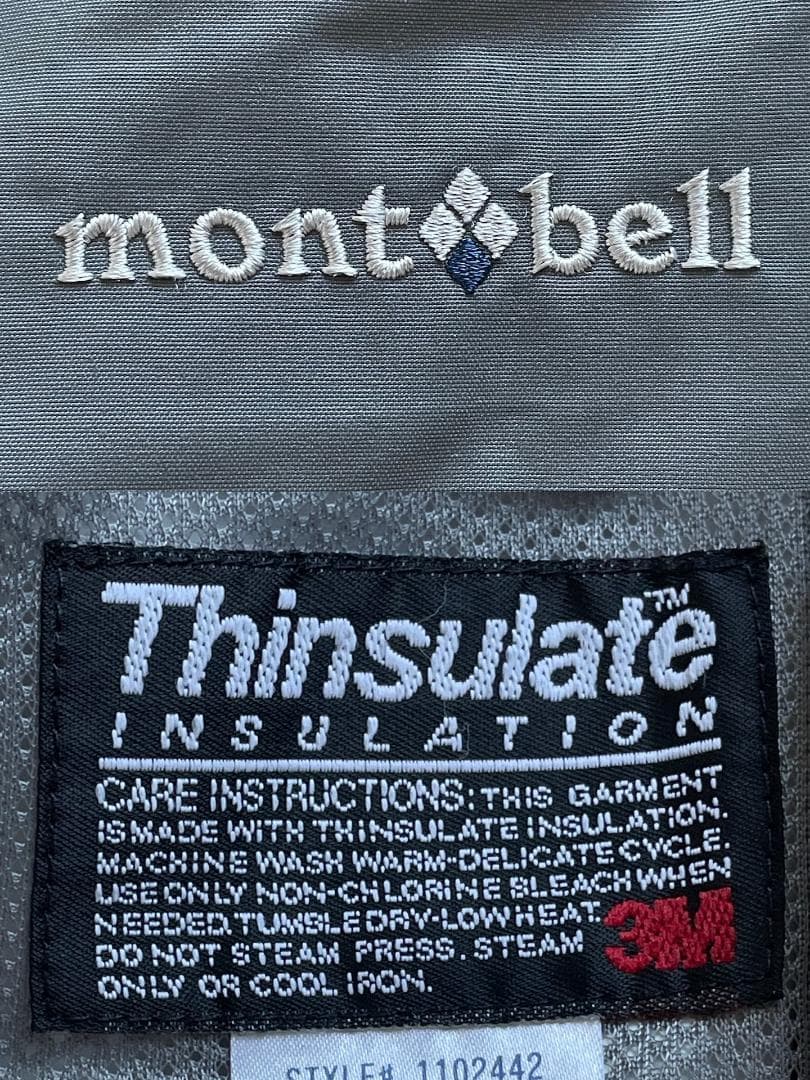 mont bell
Thinsulate™
INSULATION
CARE INSTRUCTIONS: THIS GARMENT
IS MADE WITH THINSULATE INSULATION.
MACHINE WASH WARM-DELICATE CYCLE.
USE ONLY NON-CHLORINE BLEACH WHEN
NEEDED TUMBLE DRY-LOW HEAT.
DO NOT STEAM PRESS. STEAM
ONLY OR COOL IRON.
3M
STYLE# 1102442